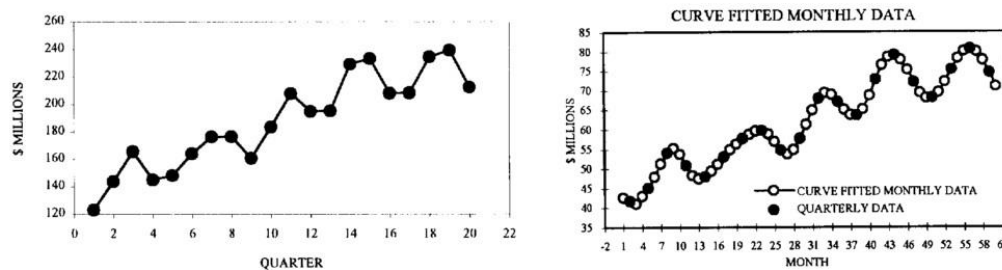 260
240
220
200
180
160
140
120
$ MILLIONS
0 2 4 6 8 10 12 14 16 18 20 22
QUARTER
CURVE FITTED MONTHLY DATA
85
80
75
70
65
60
55
50
45
40
35
$ MILLIONS
CURVE FITTED MONTHLY DATA
QUARTERLY DATA
-2 1 4 7 10 13 16 19 22 25 28 31 34 37 40 43 46 49 52 55 58 6
MONTH